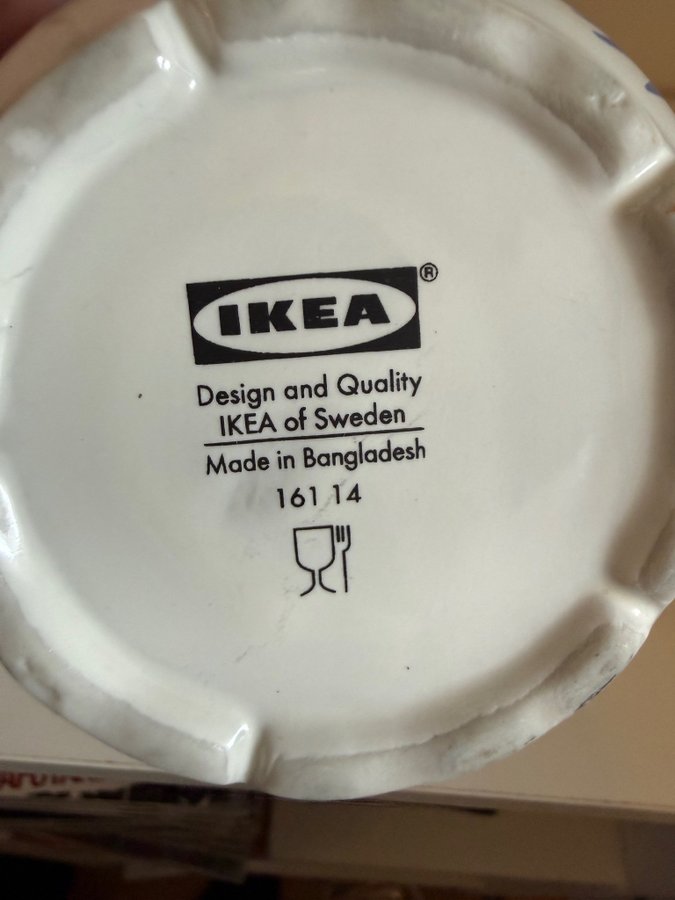 IKEA®
Design and Quality
IKEA of Sweden
Made in Bangladesh
161 14